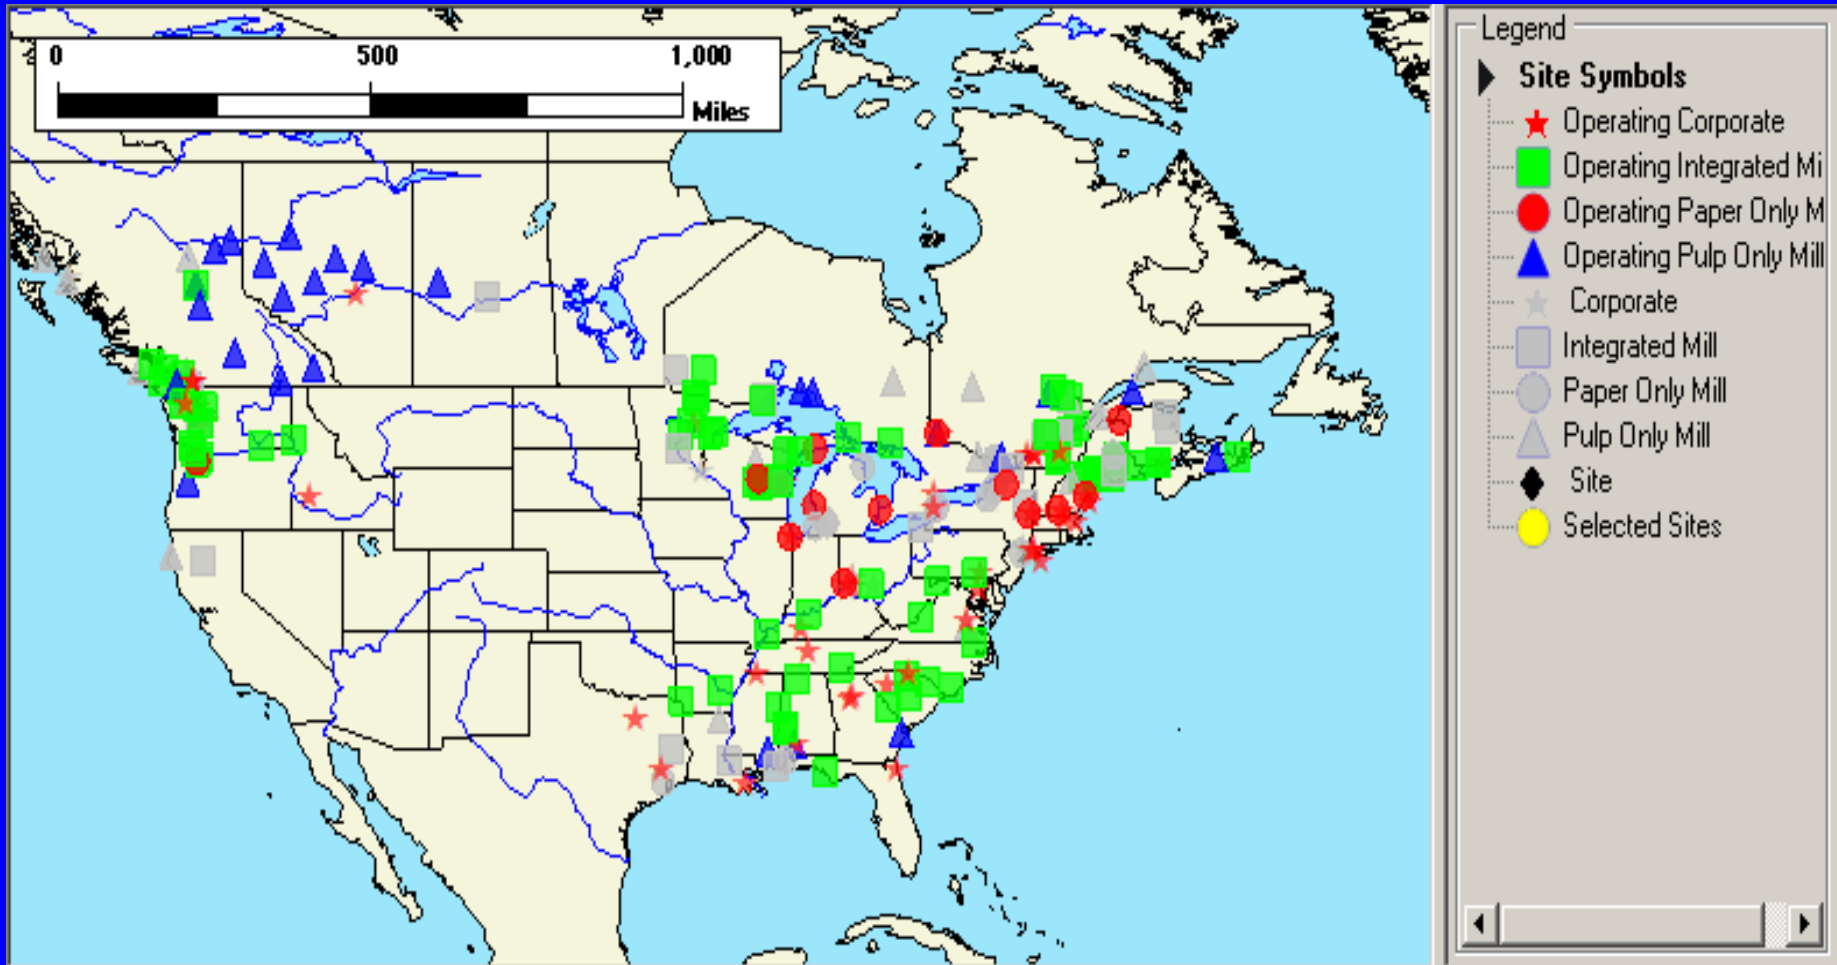 0 500 1,000
Miles
Legend
Site Symbols
Operating Corporate
Operating Integrated Mi
Operating Paper Only M
Operating Pulp Only Mill
Corporate
Integrated Mill
Paper Only Mill
Pulp Only Mill
Site
Selected Sites